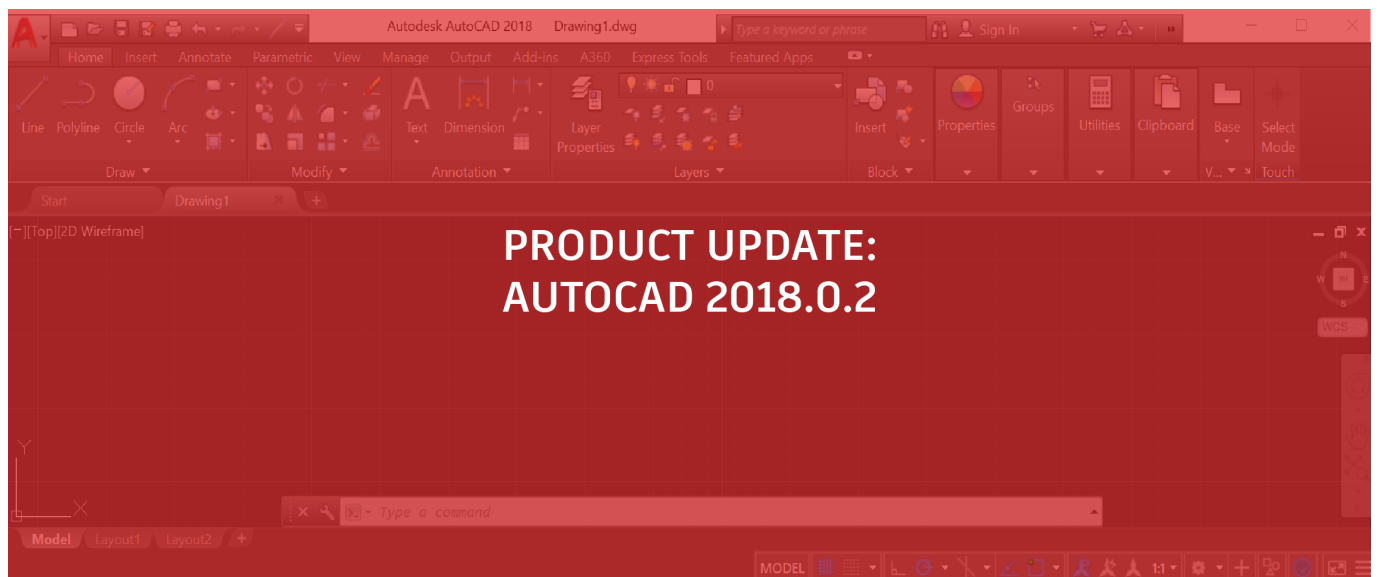 Autodesk AutoCAD 2018 Drawing1.dwg Type a keyword or phrase Sign In
Home Insert Annotate Parametric View Manage Output Add-ins A360 Express Tools Featured Apps
Line Polyline Circle Arc Text Dimension Layer Properties 0 Insert Properties Groups Utilities Clipboard Base Select Mode
Draw Modify Annotation Layers Block V... Touch
Start Drawing1
[−][Top][2D Wireframe]
PRODUCT UPDATE:
AUTOCAD 2018.0.2
N
W E
S
WCS
Y
X
Type a command
Model Layout1 Layout2
MODEL 1:1